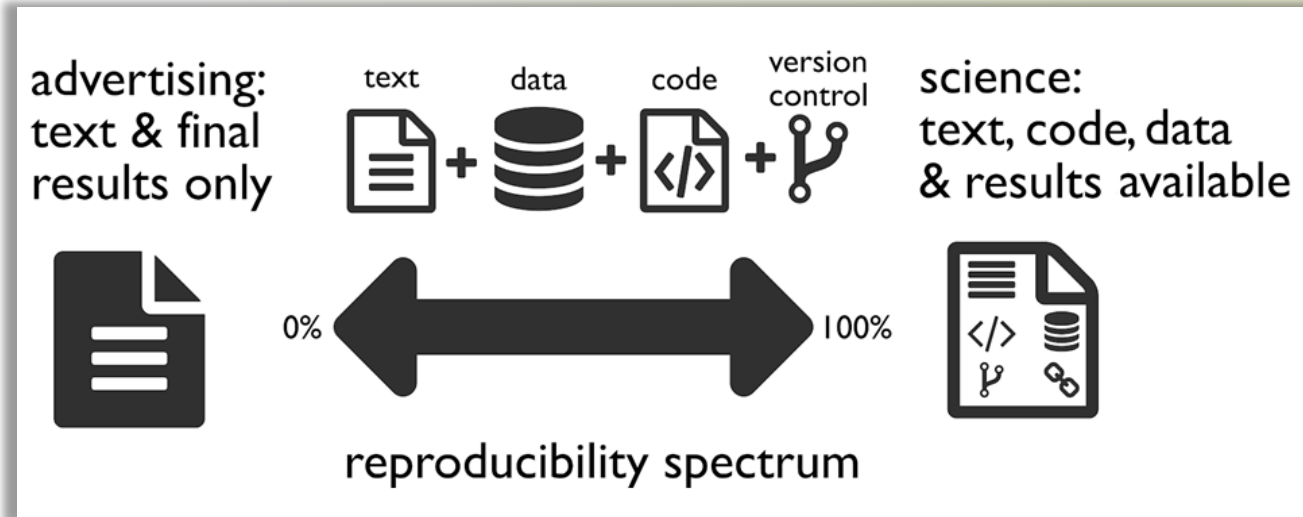 advertising:
text & final
results only
text
data
code
version
control
+
+
+
</>
science:
text, code, data
& results available
</>
0%
100%
reproducibility spectrum